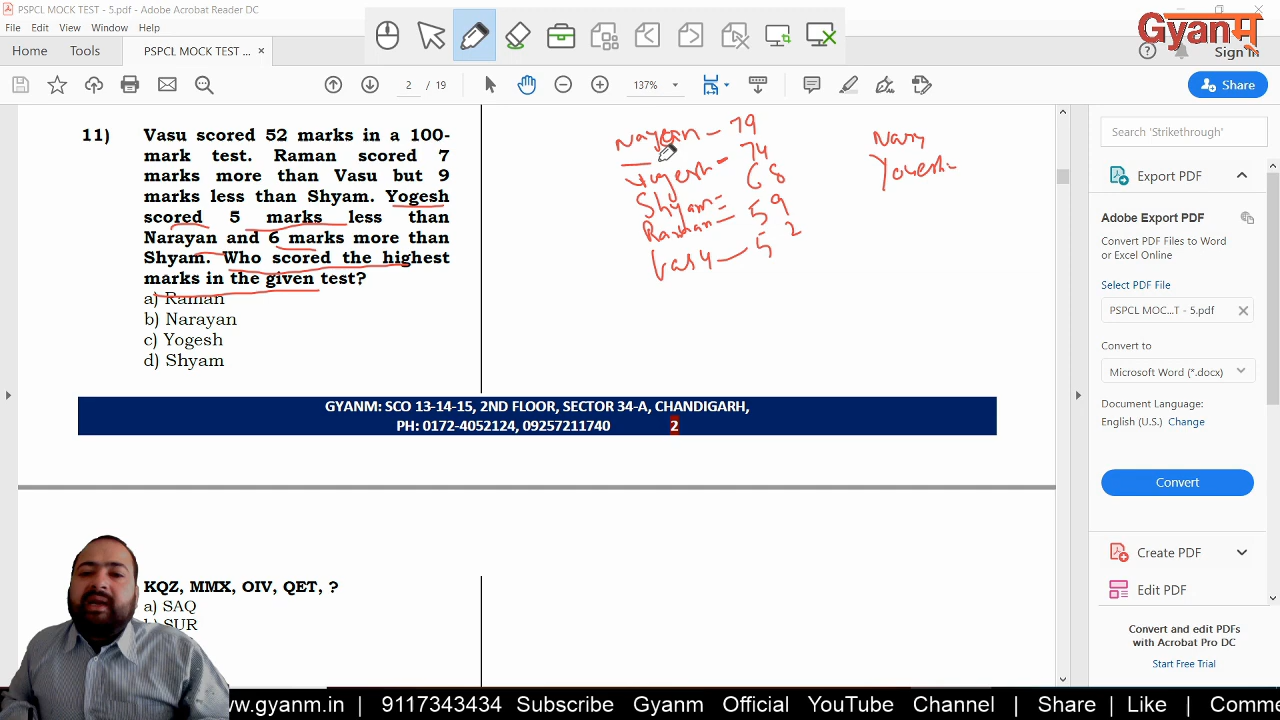 PSPCL MOCK TEST - 5.pdf - Adobe Acrobat Reader DC
File Edit View Window Help
Home Tools PSPCL MOCK TEST ... ×
Gyanm्
Sign In
2 / 19 137%
Share
11) Vasu scored 52 marks in a 100-
mark test. Raman scored 7
marks more than Vasu but 9
marks less than Shyam. Yogesh
scored 5 marks less than
Narayan and 6 marks more than
Shyam. Who scored the highest
marks in the given test?
a) Raman
b) Narayan
c) Yogesh
d) Shyam
Nayran - 79
Yogesh - 74
Shyam = 68
Raman = 59
Vasu - 52
Nary
Yogesh
GYANM: SCO 13-14-15, 2ND FLOOR, SECTOR 34-A, CHANDIGARH,
PH: 0172-4052124, 09257211740 2
KQZ, MMX, OIV, QET, ?
a) SAQ
b) SUR
Search 'Strikethrough'
Export PDF
Adobe Export PDF
Convert PDF Files to Word
or Excel Online
Select PDF File
PSPCL MOC...T - 5.pdf
Convert to
Microsoft Word (*.docx)
Document Language:
English (U.S.) Change
Convert
Create PDF
Edit PDF
Convert and edit PDFs
with Acrobat Pro DC
Start Free Trial
www.gyanm.in | 9117343434 Subscribe Gyanm Official YouTube Channel | Share | Like | Comme